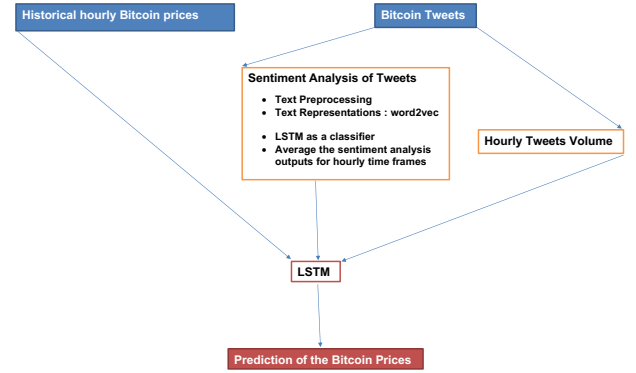 Historical hourly Bitcoin prices
Bitcoin Tweets
Sentiment Analysis of Tweets
• Text Preprocessing
• Text Representations : word2vec
• LSTM as a classifier
• Average the sentiment analysis
outputs for hourly time frames
Hourly Tweets Volume
LSTM
Prediction of the Bitcoin Prices